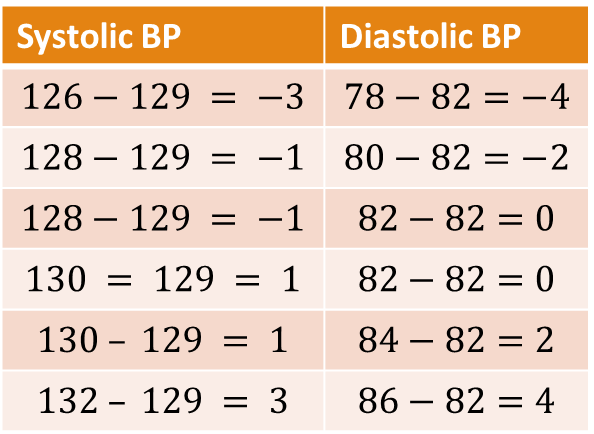 Systolic BP Diastolic BP
126 − 129 = −3 78 − 82 = −4
128 − 129 = −1 80 − 82 = −2
128 − 129 = −1 82 − 82 = 0
130 = 129 = 1 82 − 82 = 0
130 – 129 = 1 84 − 82 = 2
132 – 129 = 3 86 − 82 = 4